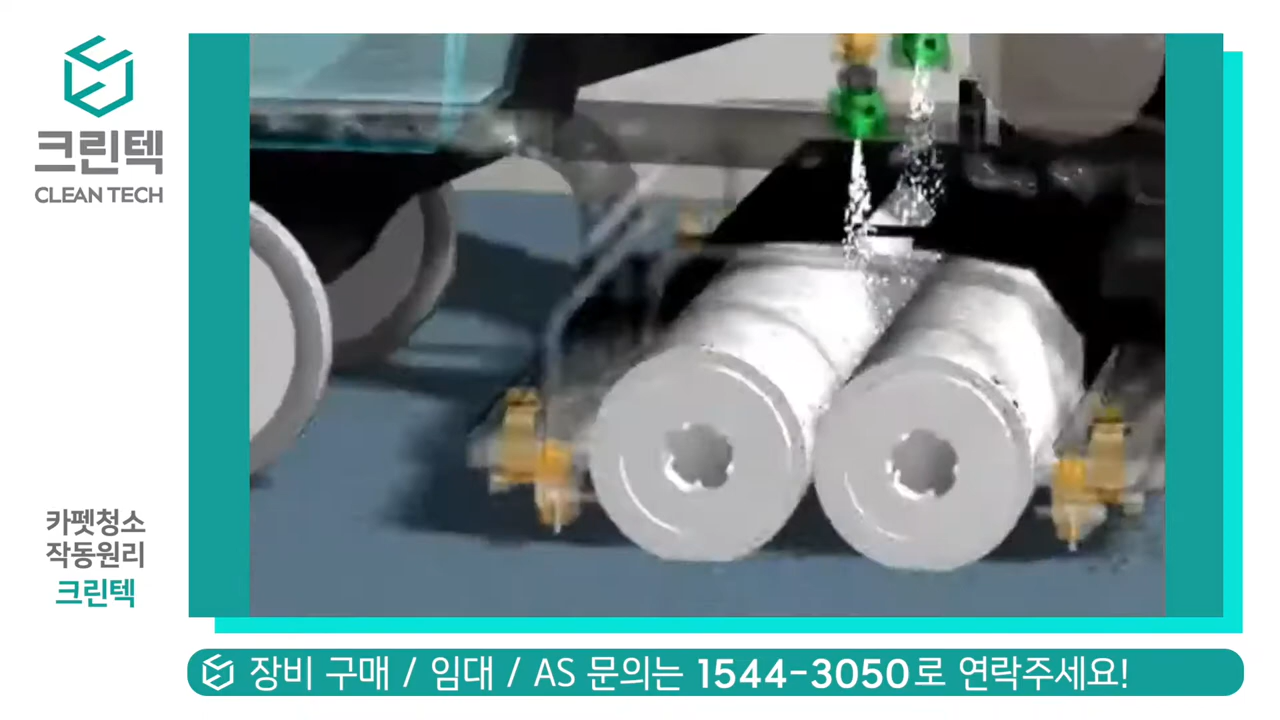 크린텍
CLEAN TECH
카펫청소
작동원리
크린텍
장비 구매 / 임대 / AS 문의는 1544-3050로 연락주세요!